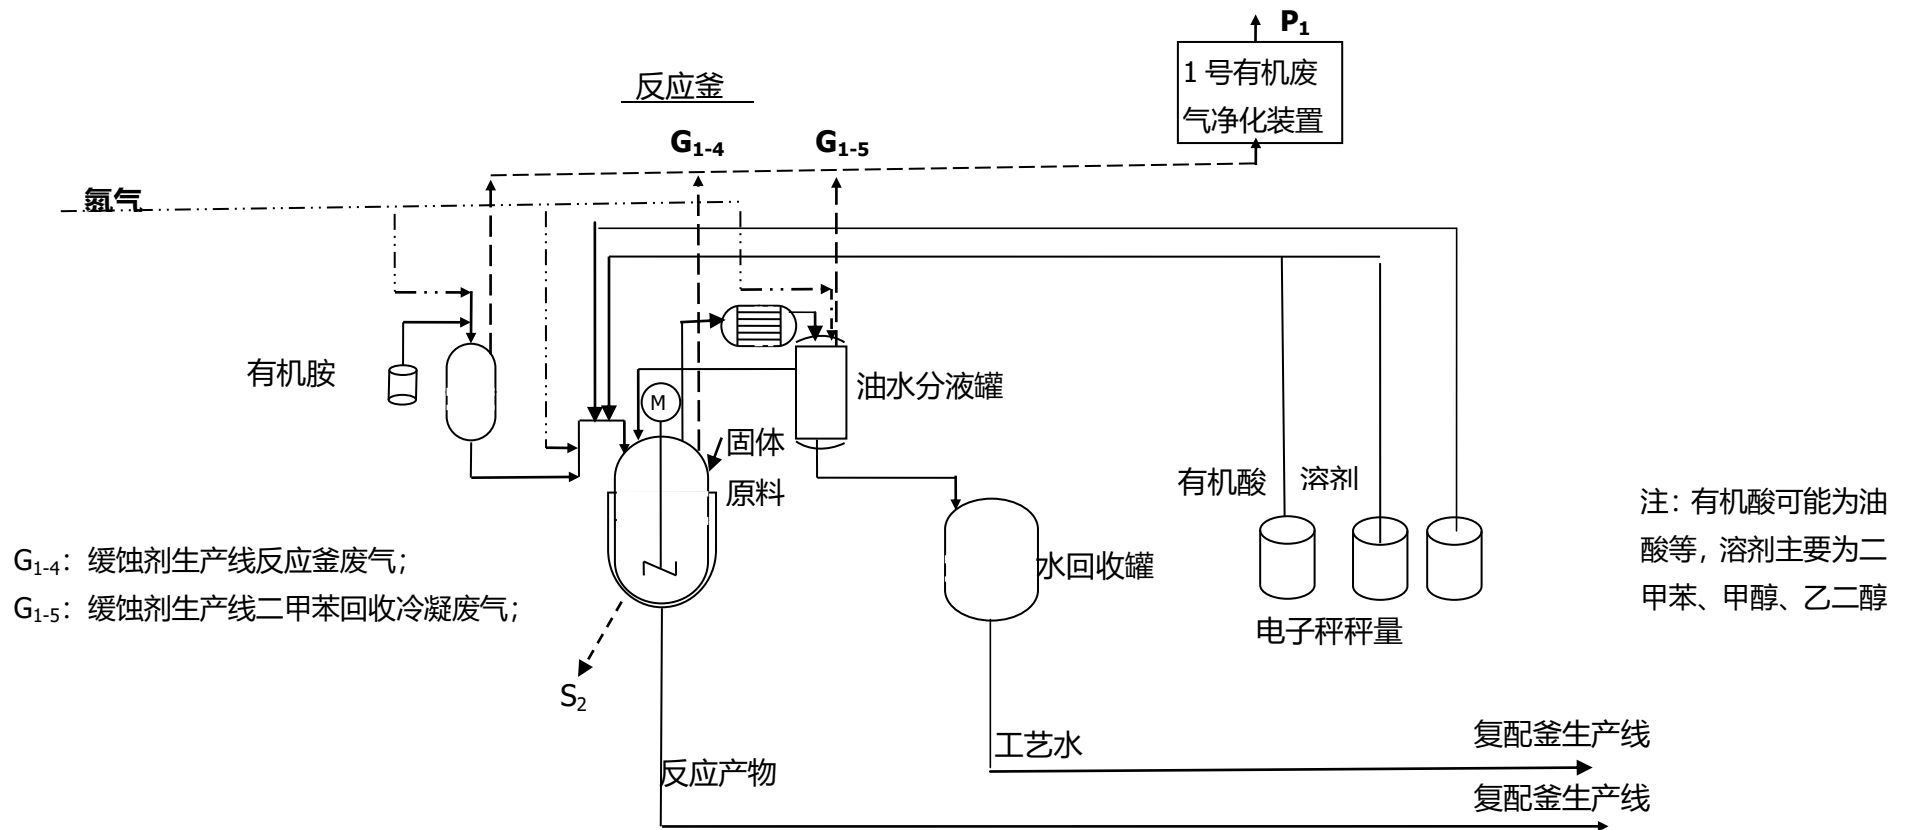 P1
1号有机废
气净化装置
反应釜
G1-4
G1-5
氮气
有机胺
M
油水分液罐
固体
原料
有机酸
溶剂
注：有机酸可能为油
酸等，溶剂主要为二
甲苯、甲醇、乙二醇
G1-4：缓蚀剂生产线反应釜废气；
G1-5：缓蚀剂生产线二甲苯回收冷凝废气；
水回收罐
电子秤秤量
S2
工艺水
复配釜生产线
反应产物
复配釜生产线